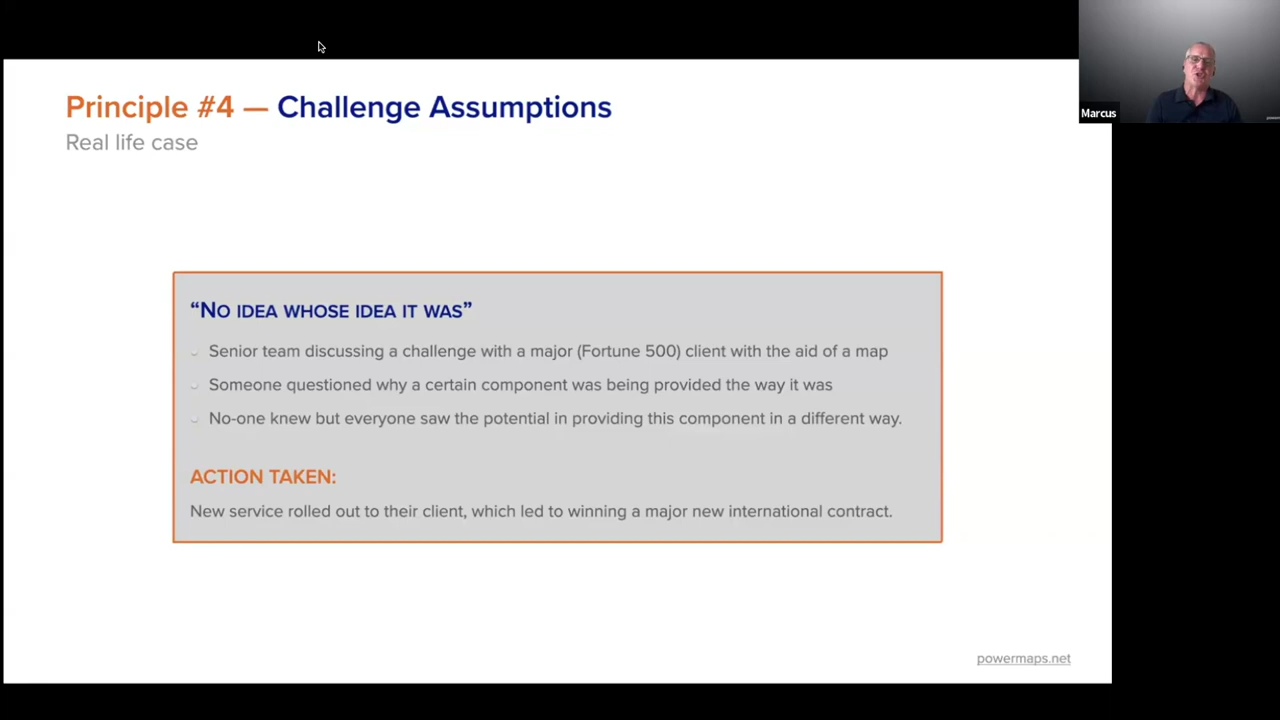 Principle #4 — Challenge Assumptions
Real life case
Marcus
“No idea whose idea it was”
Senior team discussing a challenge with a major (Fortune 500) client with the aid of a map
Someone questioned why a certain component was being provided the way it was
No-one knew but everyone saw the potential in providing this component in a different way.
ACTION TAKEN:
New service rolled out to their client, which led to winning a major new international contract.
powermaps.net